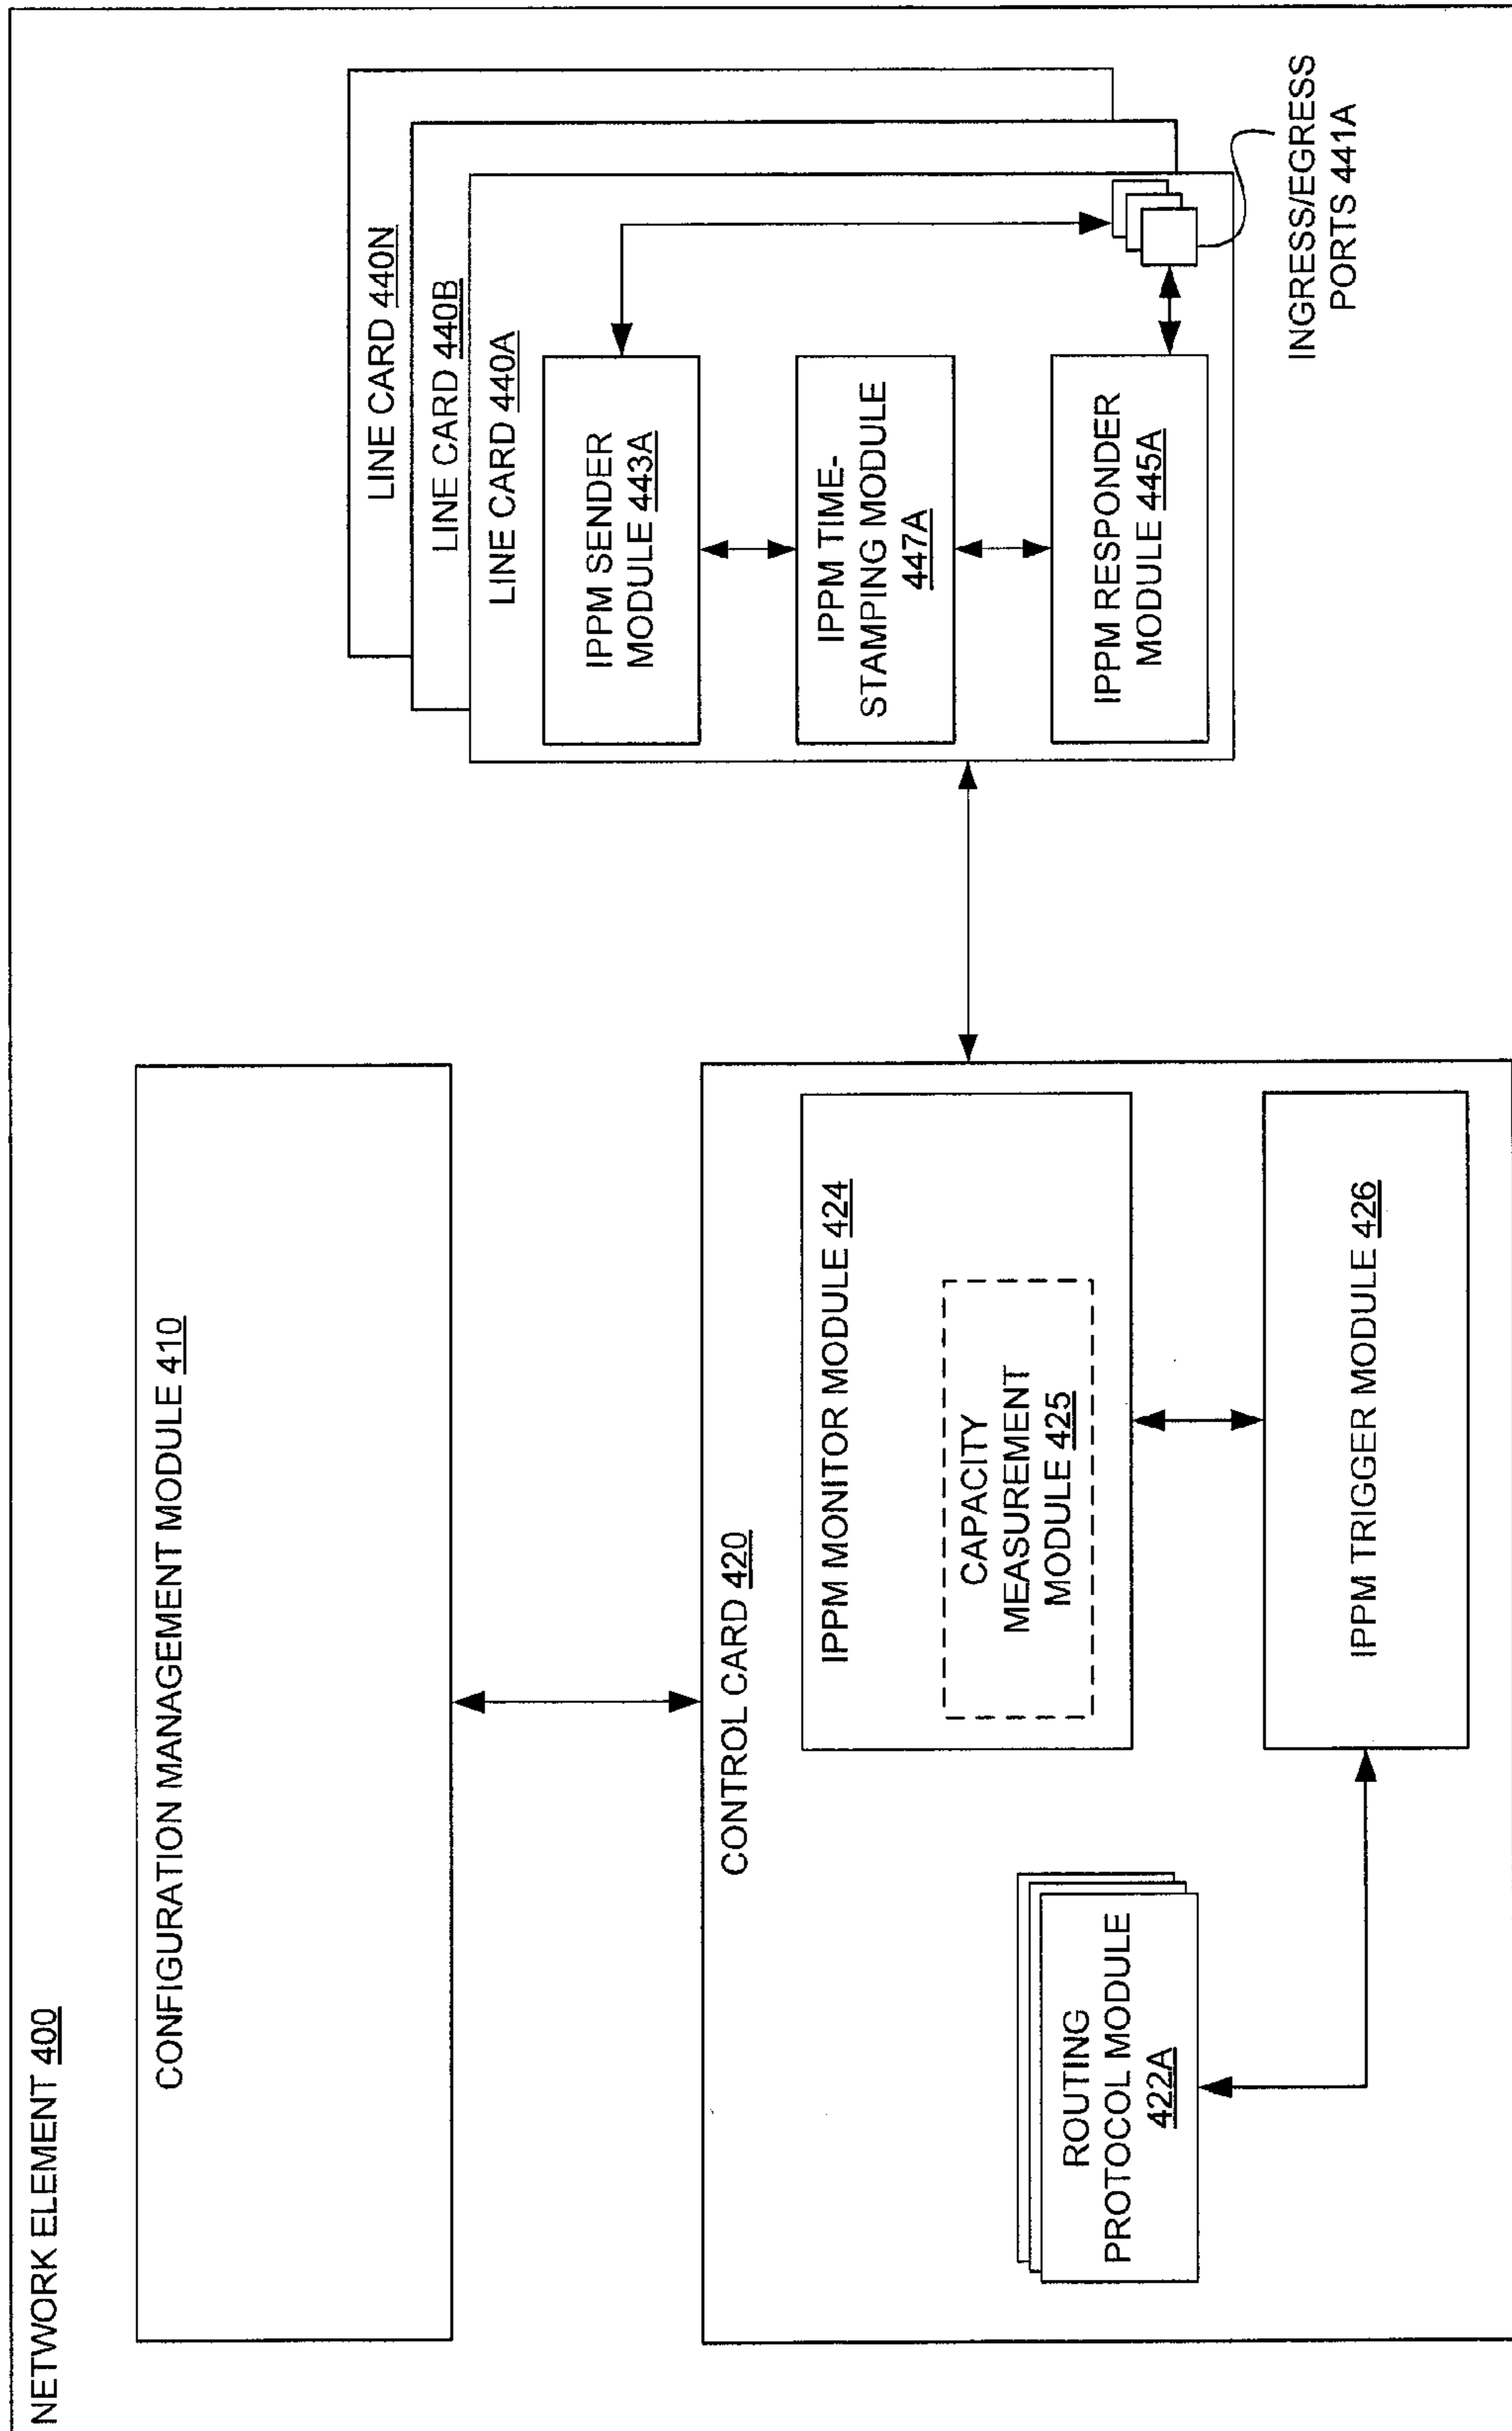 NETWORK ELEMENT 400
CONFIGURATION MANAGEMENT MODULE 410
CONTROL CARD 420
ROUTING
PROTOCOL MODULE
422A
IPPM MONITOR MODULE 424
CAPACITY
MEASUREMENT
MODULE 425
IPPM TRIGGER MODULE 426
LINE CARD 440N
LINE CARD 440B
LINE CARD 440A
IPPM SENDER
MODULE 443A
IPPM TIME-
STAMPING MODULE
447A
IPPM RESPONDER
MODULE 445A
INGRESS/EGRESS
PORTS 441A